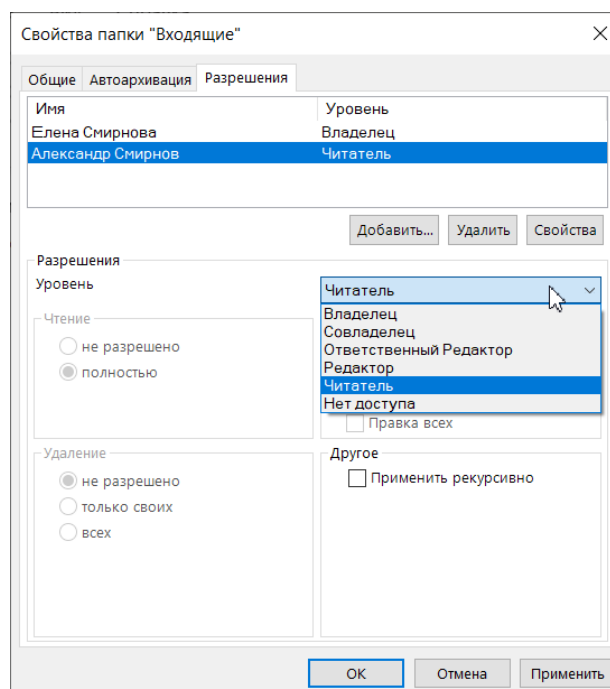 Свойства папки "Входящие"
Общие Автоархивация Разрешения
Имя Уровень
Елена Смирнова Владелец
Александр Смирнов Читатель
Добавить... Удалить Свойства
Разрешения
Уровень Читатель
Владелец
Совладелец
Ответственный Редактор
Редактор
Читатель
Нет доступа
Чтение
не разрешено
полностью
Правка всех
Удаление
не разрешено
только своих
всех
Другое
Применить рекурсивно
ОК Отмена Применить